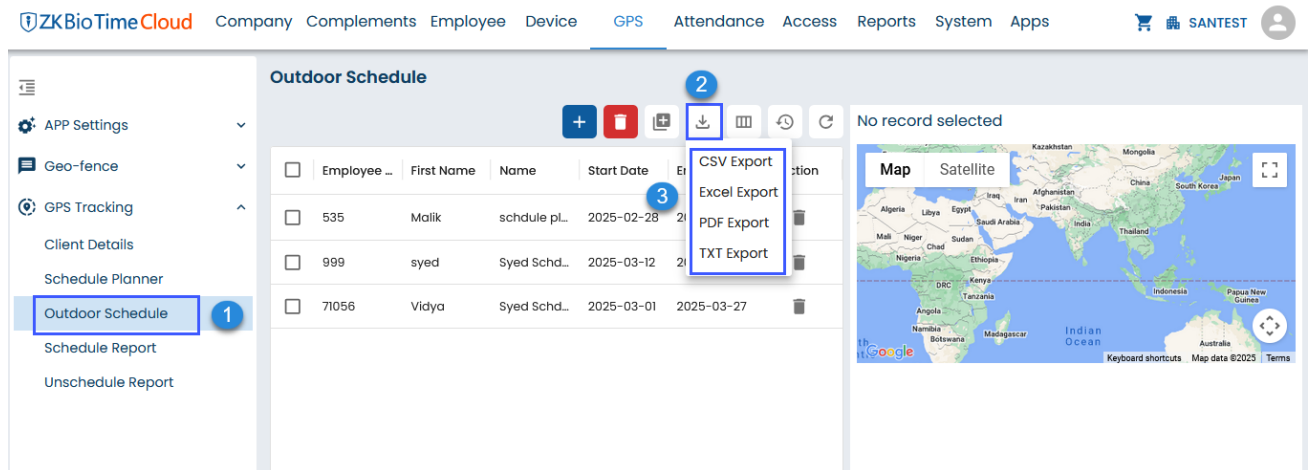 ZKBioTime Cloud Company Complements Employee Device GPS Attendance Access Reports System Apps SANTEST
Outdoor Schedule
2
APP Settings
Geo-fence
GPS Tracking
Client Details
Schedule Planner
Outdoor Schedule
1
Schedule Report
Unschedule Report
Employee ... First Name Name Start Date
535 Malik schdule pl... 2025-02-28
999 syed Syed Schd... 2025-03-12
71056 Vidya Syed Schd... 2025-03-01 2025-03-27
3
CSV Export
Excel Export
PDF Export
TXT Export
No record selected
Map Satellite
Kazakhstan
Mongolia
China
Japan
South Korea
Afghanistan
Iraq
Iran
Pakistan
Algeria
Libya
Egypt
Saudi Arabia
India
Thailand
Mali
Niger
Chad
Sudan
Nigeria
Ethiopia
DRC
Kenya
Tanzania
Indonesia
Papua New
Guinea
Angola
Namibia
Botswana
Madagascar
Indian
Ocean
Australia
Google
Keyboard shortcuts Map data ©2025 Terms